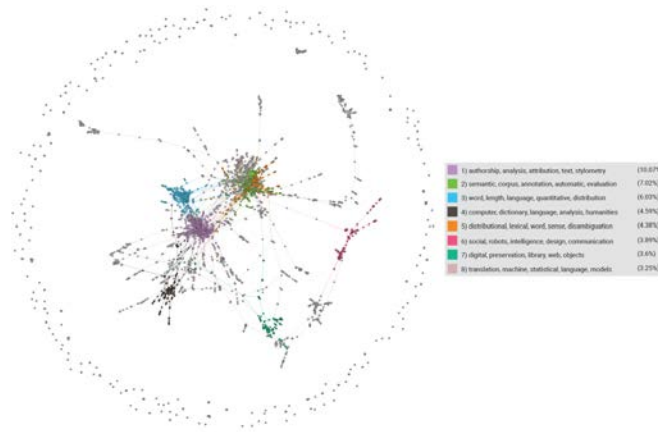 1) authorship, analysis, attribution, text, stylometry (10.07%
2) semantic, corpus, annotation, automatic, evaluation (7.02%)
3) word, length, language, quantitative, distribution (6.03%)
4) computer, dictionary, language, analysis, humanities (4.59%)
5) distributional, lexical, word, sense, disambiguation (4.38%)
6) social, robots, intelligence, design, communication (3.89%)
7) digital, preservation, library, web, objects (3.6%)
8) translation, machine, statistical, language, models (3.25%)